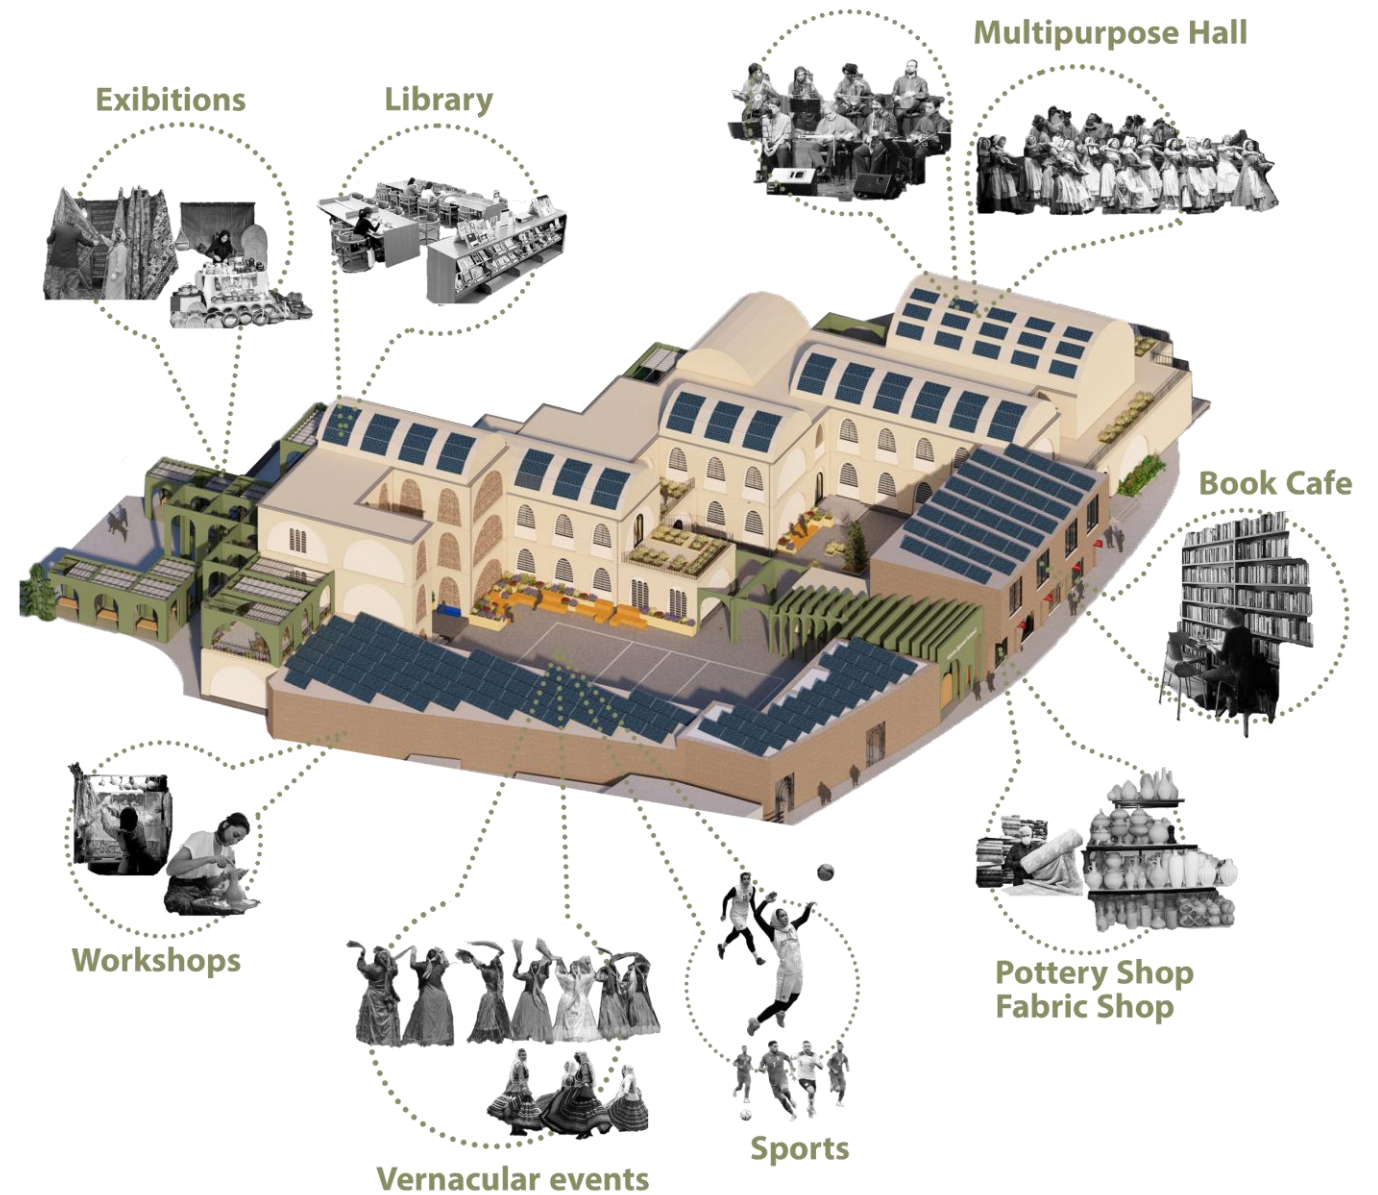 Multipurpose Hall
Exibitions
Library
Book Cafe
Workshops
Pottery Shop
Fabric Shop
Sports
Vernacular events